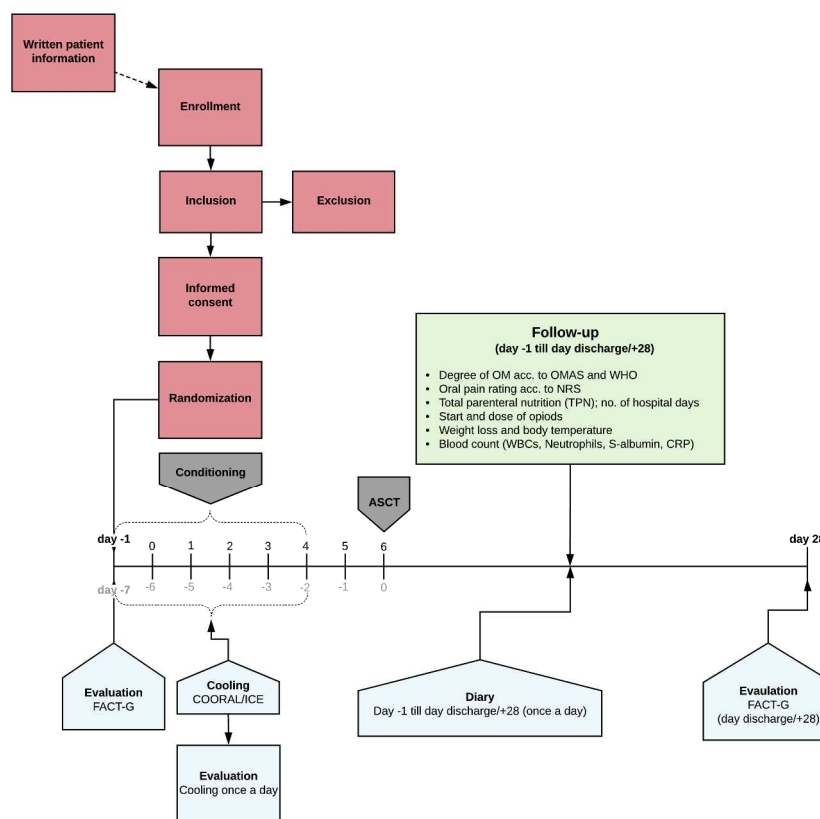 Written patient
information
Enrollment
Inclusion
Exclusion
Informed
consent
Randomization
Follow-up
(day -1 till day discharge/+28)
• Degree of OM acc. to OMAS and WHO
• Oral pain rating acc. to NRS
• Total parenteral nutrition (TPN); no. of hospital days
• Start and dose of opiods
• Weight loss and body temperature
• Blood count (WBCs, Neutrophils, S-albumin, CRP)
Conditioning
ASCT
day -1 0 1 2 3 4 5 6 day 28
day -7 -6 -5 -4 -3 -2 -1 0
Evaluation
FACT-G
Cooling
COORAL/ICE
Evaluation
Cooling once a day
Diary
Day -1 till day discharge/+28 (once a day)
Evaulation
FACT-G
(day discharge/+28)